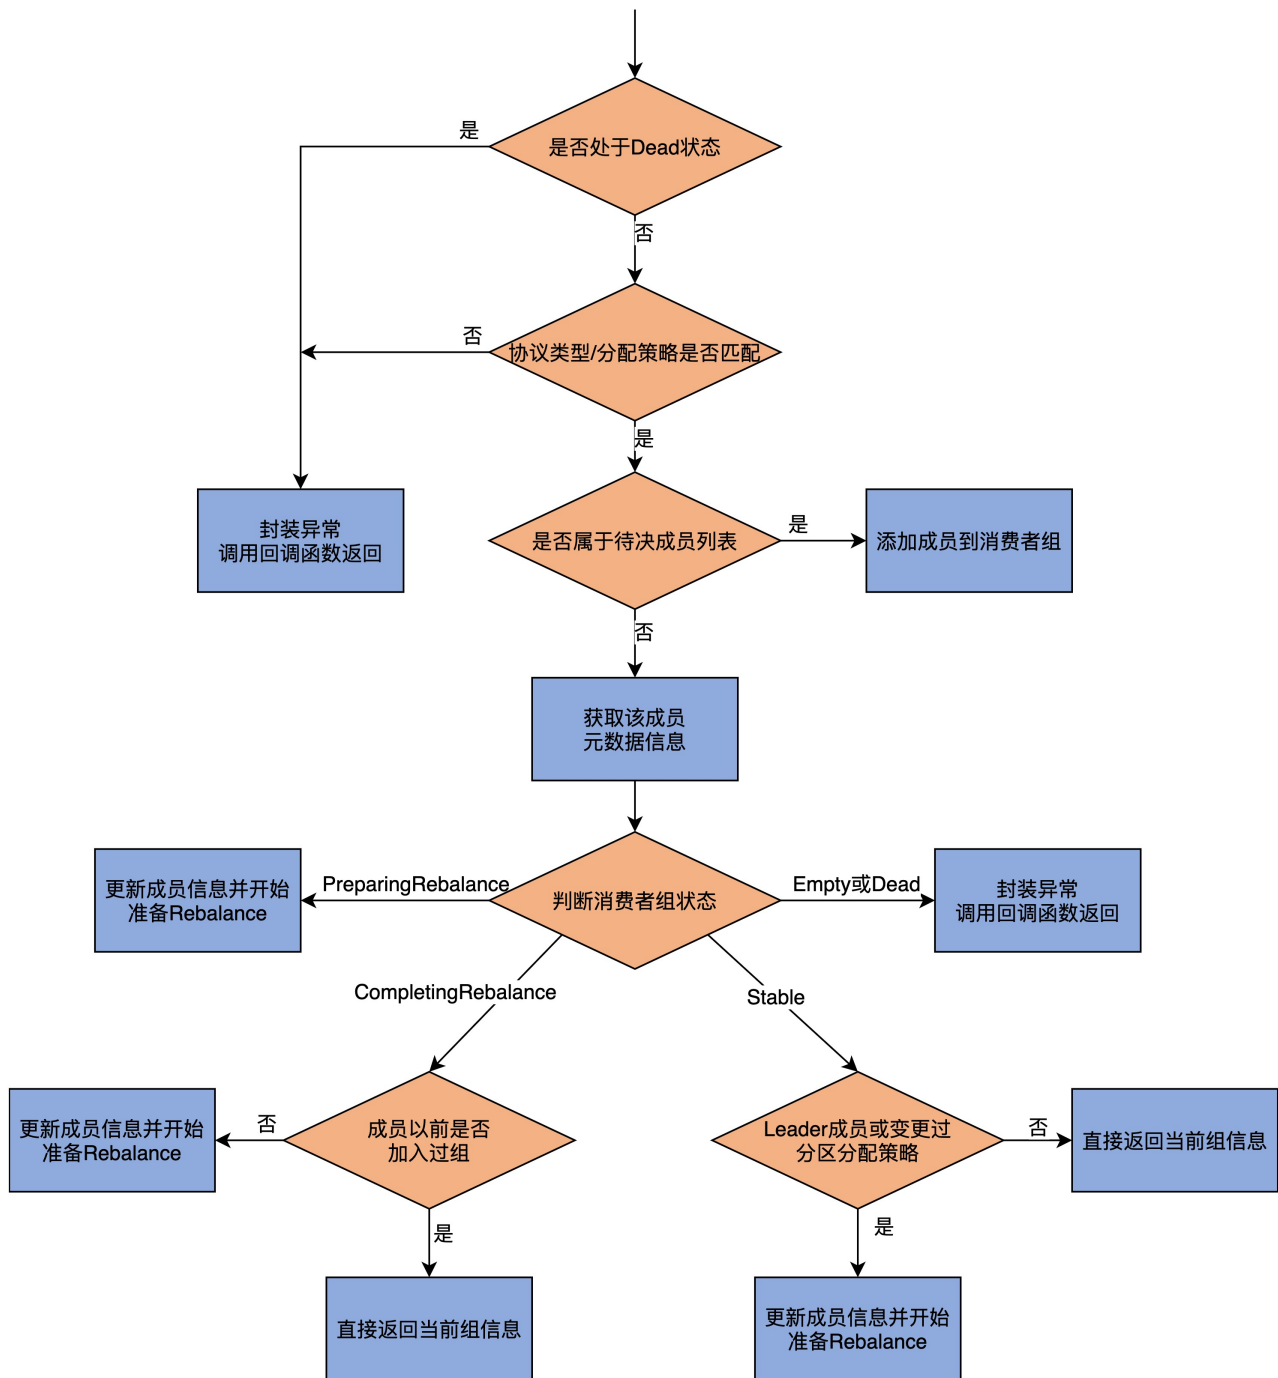 是否处于Dead状态
是
否
协议类型/分配策略是否匹配
否
是
封装异常
调用回调函数返回
是否属于待决成员列表
是
添加成员到消费者组
否
获取该成员
元数据信息
更新成员信息并开始
准备Rebalance
PreparingRebalance
判断消费者组状态
Empty或Dead
封装异常
调用回调函数返回
CompletingRebalance
Stable
更新成员信息并开始
准备Rebalance
否
成员以前是否
加入过组
Leader成员或变更过
分区分配策略
否
直接返回当前组信息
是
是
直接返回当前组信息
更新成员信息并开始
准备Rebalance